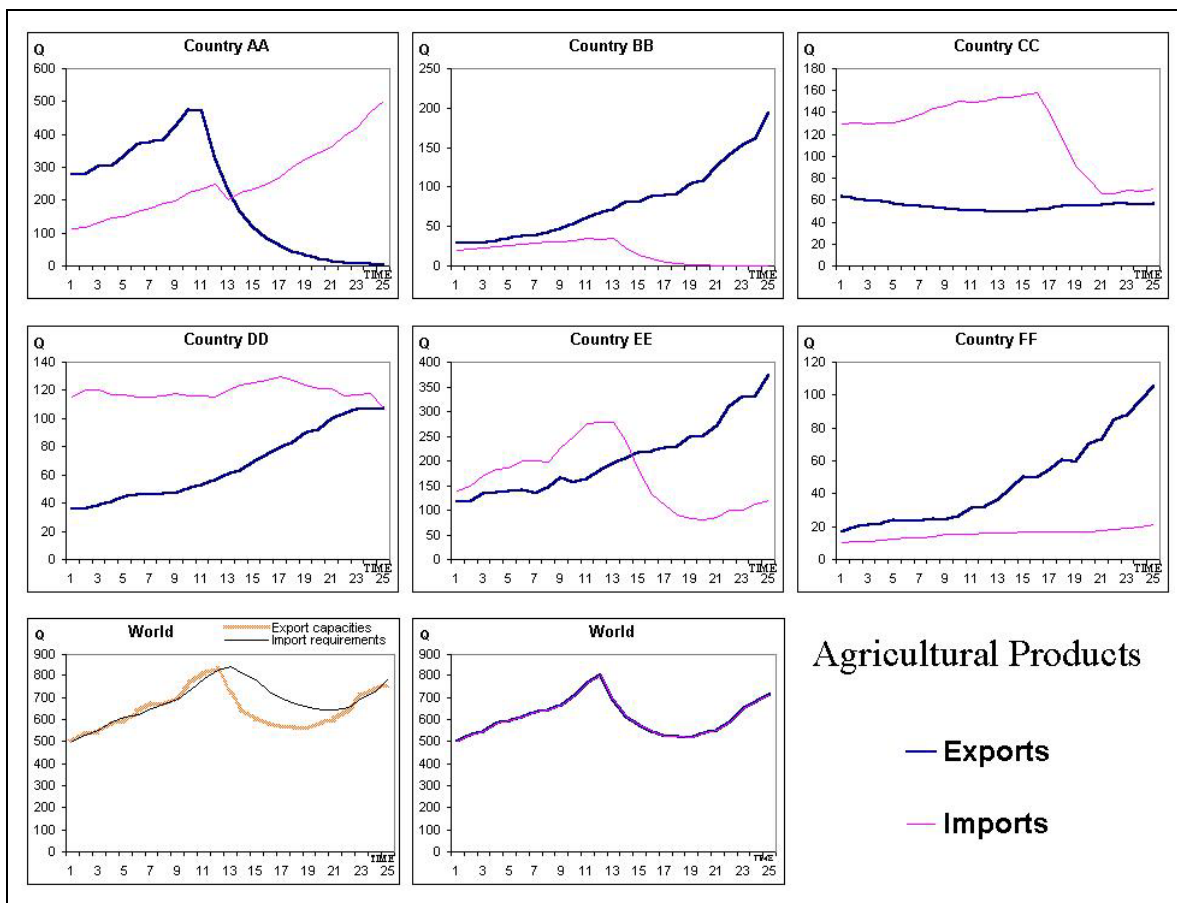 Country AA
Q
600
500
400
300
200
100
0
TIME
1 3 5 7 9 11 13 15 17 19 21 23 25
Country BB
Q
250
200
150
100
50
0
TIME
1 3 5 7 9 11 13 15 17 19 21 23 25
Country CC
Q
180
160
140
120
100
80
60
40
20
0
TIME
1 3 5 7 9 11 13 15 17 19 21 23 25
Country DD
Q
140
120
100
80
60
40
20
0
TIME
1 3 5 7 9 11 13 15 17 19 21 23 25
Country EE
Q
400
350
300
250
200
150
100
50
0
TIME
1 3 5 7 9 11 13 15 17 19 21 23 25
Country FF
Q
120
100
80
60
40
20
0
TIME
1 3 5 7 9 11 13 15 17 19 21 23 25
World
Q
Export capacities
Import requirements
900
800
700
600
500
400
300
200
100
0
TIME
1 3 5 7 9 11 13 15 17 19 21 23 25
World
Q
900
800
700
600
500
400
300
200
100
0
TIME
1 3 5 7 9 11 13 15 17 19 21 23 25
Agricultural Products
Exports
Imports